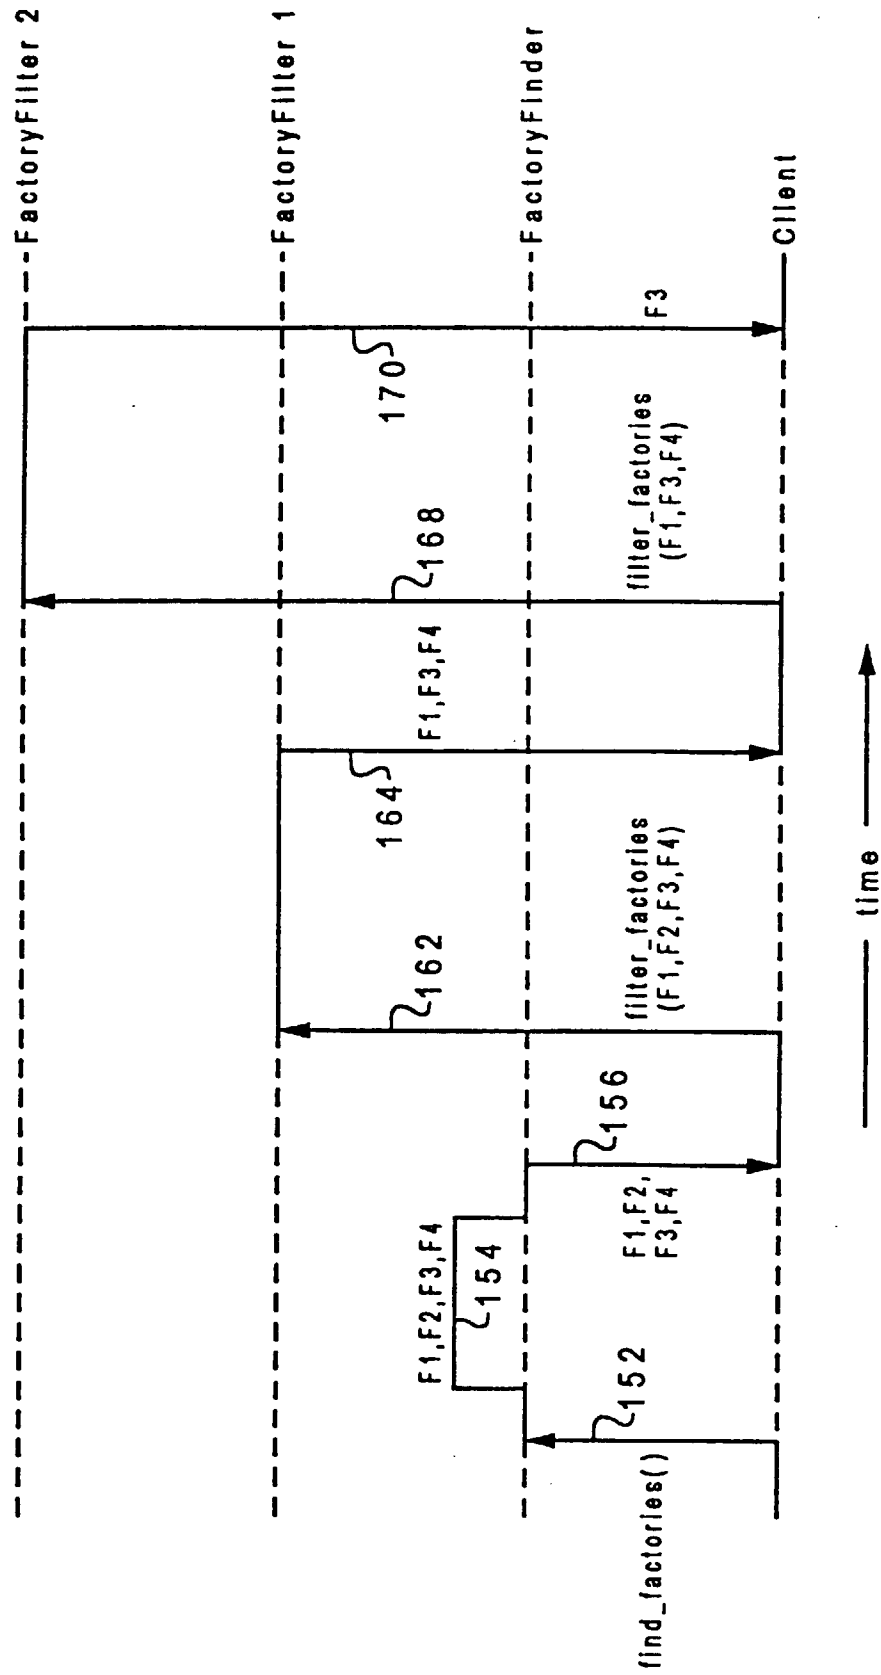 FactoryFilter 2
FactoryFilter 1
FactoryFinder
Client
find_factories()
152
F1,F2,F3,F4
154
F1,F2,
F3,F4
156
filter_factories
(F1,F2,F3,F4)
162
164
F1,F3,F4
filter_factories
(F1,F3,F4)
168
170
F3
time